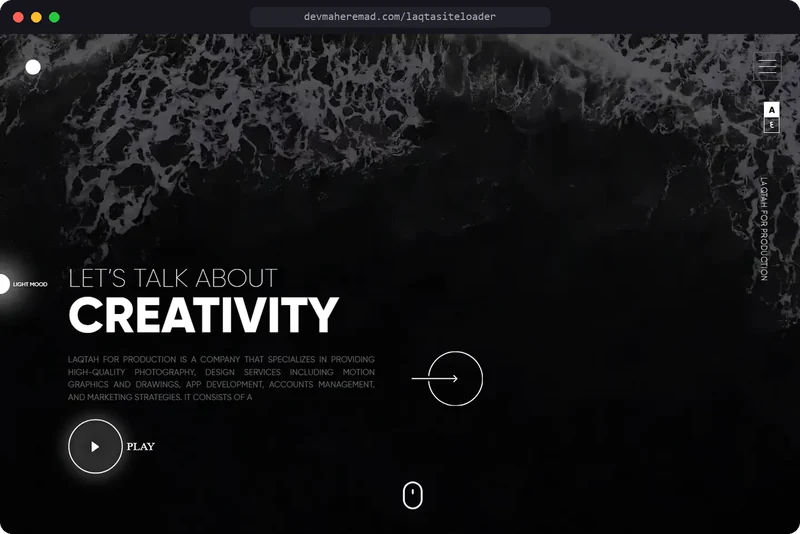 devmaheremad.com/laqtasiteloader
A
ع
LAQTAH FOR PRODUCTION
LIGHT MOOD
LET'S TALK ABOUT
CREATIVITY
LAQTAH FOR PRODUCTION IS A COMPANY THAT SPECIALIZES IN PROVIDING
HIGH-QUALITY PHOTOGRAPHY, DESIGN SERVICES INCLUDING MOTION
GRAPHICS AND DRAWINGS, APP DEVELOPMENT, ACCOUNTS MANAGEMENT,
AND MARKETING STRATEGIES. IT CONSISTS OF A
PLAY